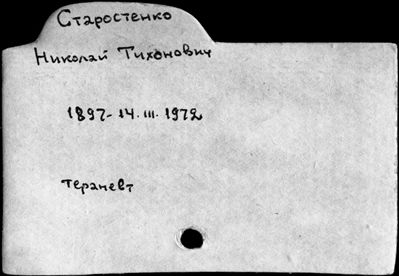 Старостенко
Николай Тихонович
1897-14.III.1972
терапевт